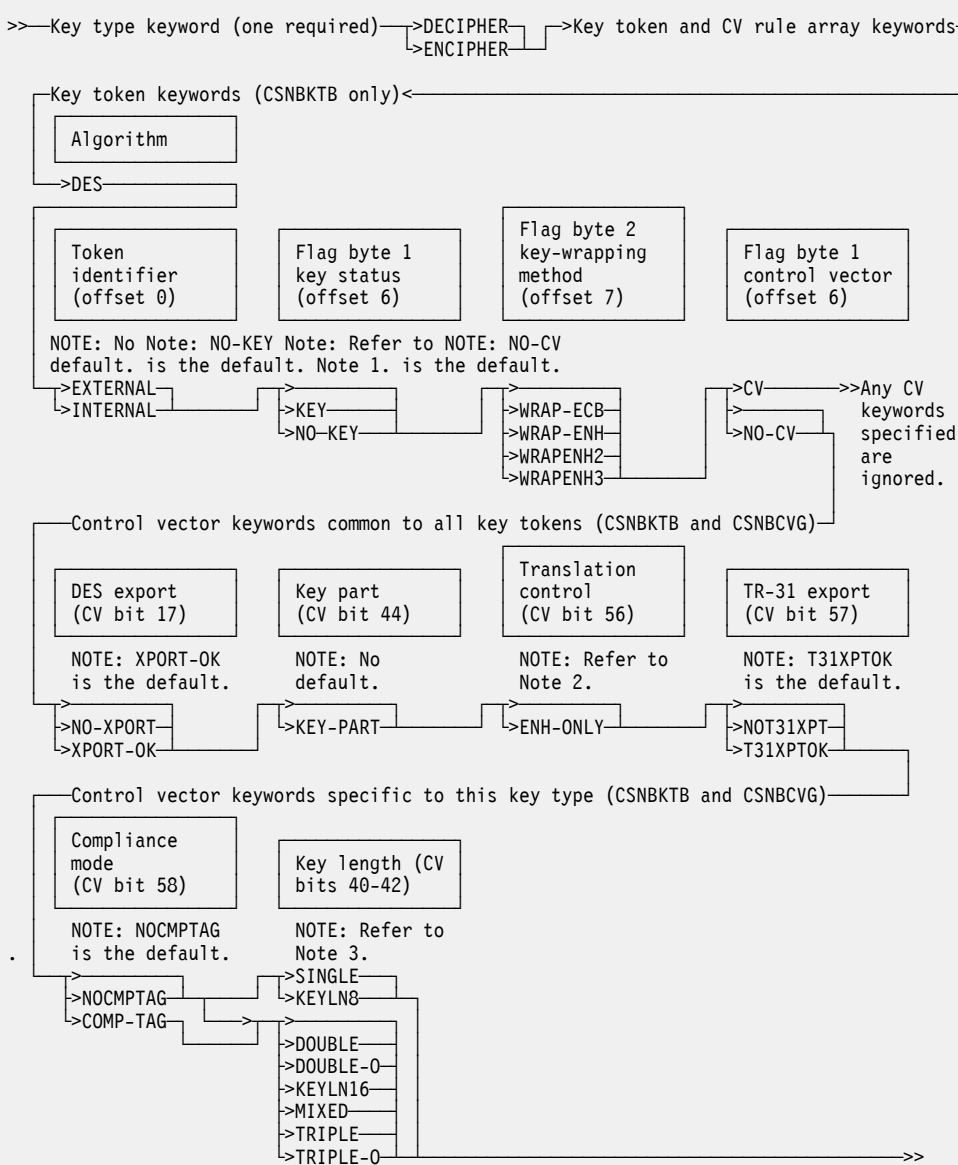 >>—Key type keyword (one required)—>DECIPHER— —>Key token and CV rule array keywords—
>ENCIPHER
Key token keywords (CSNBKTB only)<
Algorithm
>DES
Flag byte 2
Token Flag byte 1 key-wrapping Flag byte 1
identifier key status method control vector
(offset 0) (offset 6) (offset 7) (offset 6)
NOTE: No Note: NO-KEY Note: Refer to NOTE: NO-CV
default. is the default. Note 1. is the default.
>EXTERNAL > > >CV >>Any CV
>INTERNAL >KEY >WRAP-ECB > keywords
>NO-KEY >WRAP-ENH >NO-CV specified
>WRAPENH2 are
>WRAPENH3 ignored.
Control vector keywords common to all key tokens (CSNBKTB and CSNBCVG)
Translation
DES export Key part control TR-31 export
(CV bit 17) (CV bit 44) (CV bit 56) (CV bit 57)
NOTE: XPORT-OK NOTE: No NOTE: Refer to NOTE: T31XPTOK
is the default. default. Note 2. is the default.
> > > >
>NO-XPORT >KEY-PART >ENH-ONLY >NOT31XPT
>XPORT-OK >T31XPTOK
Control vector keywords specific to this key type (CSNBKTB and CSNBCVG)
Compliance
mode Key length (CV
(CV bit 58) bits 40-42)
NOTE: NOCMPTAG NOTE: Refer to
. is the default. Note 3.
> >SINGLE
>NOCMPTAG >KEYLN8
>COMP-TAG > >
>DOUBLE
>DOUBLE-O
>KEYLN16
>MIXED
>TRIPLE
>TRIPLE-O >>